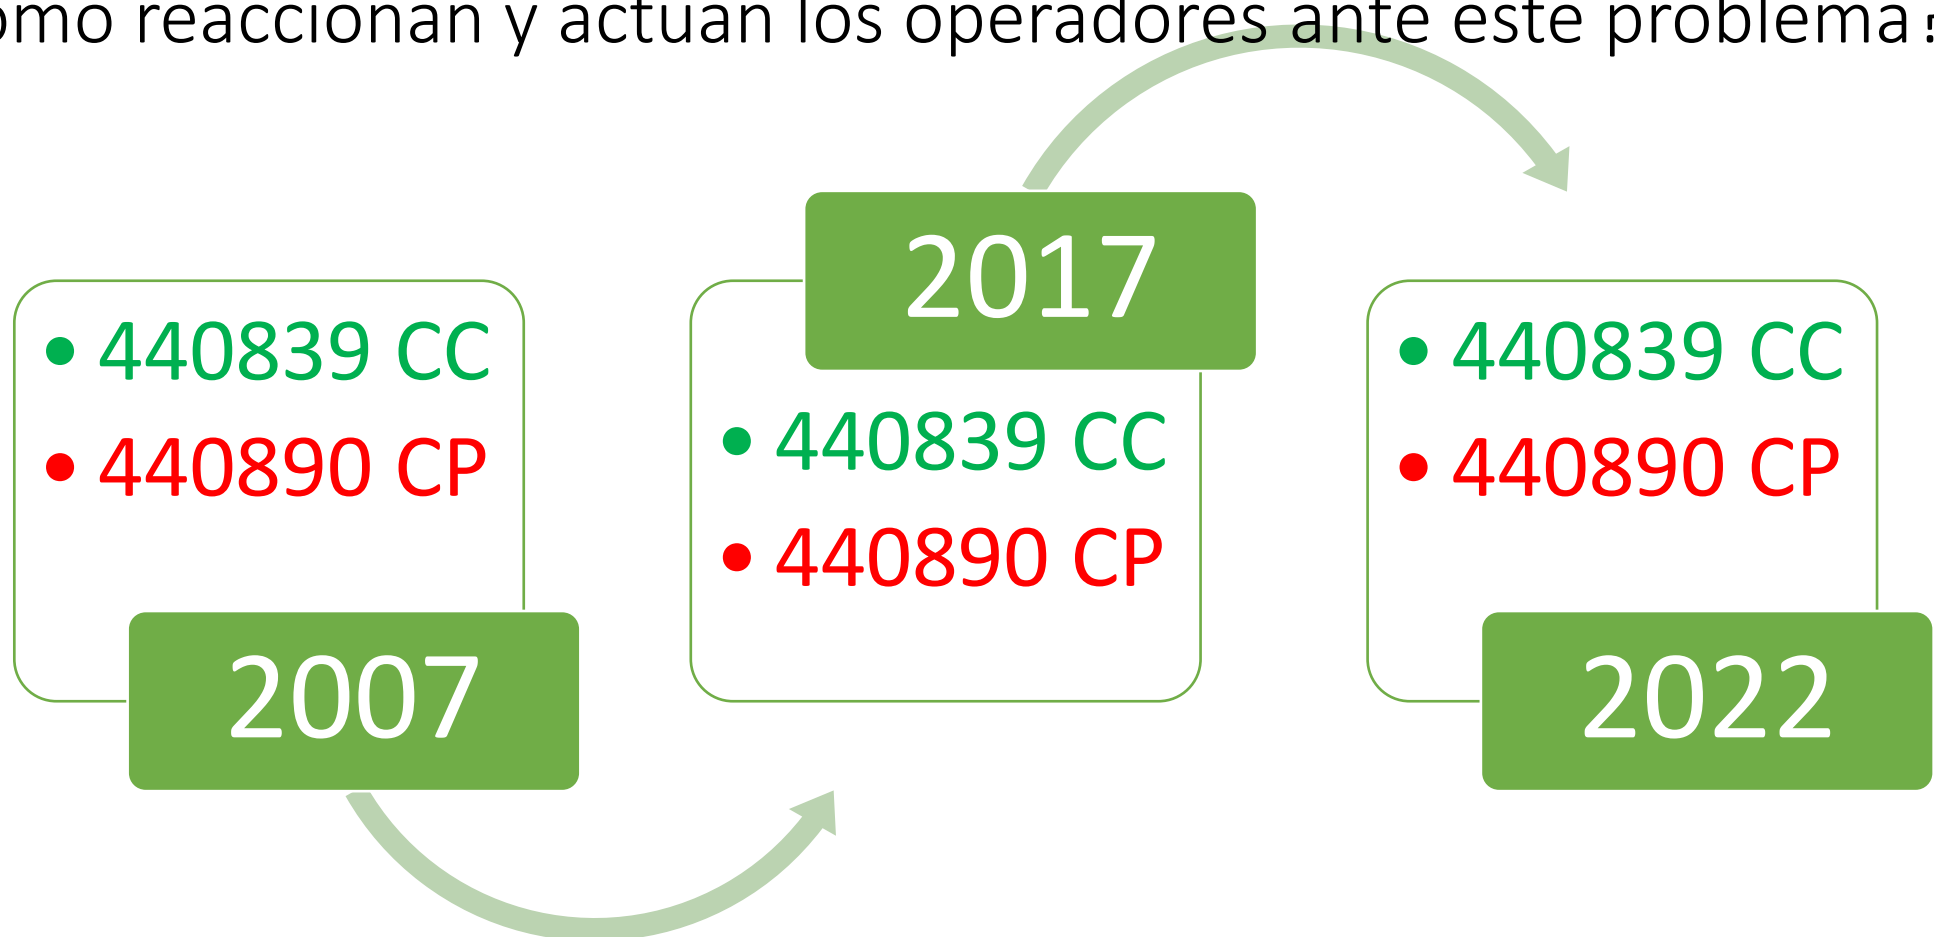 reaccionan y actúan los operadores ante este problema
• 440839 CC
• 440890 CP
2007
2017
• 440839 CC
• 440890 CP
• 440839 CC
• 440890 CP
2022